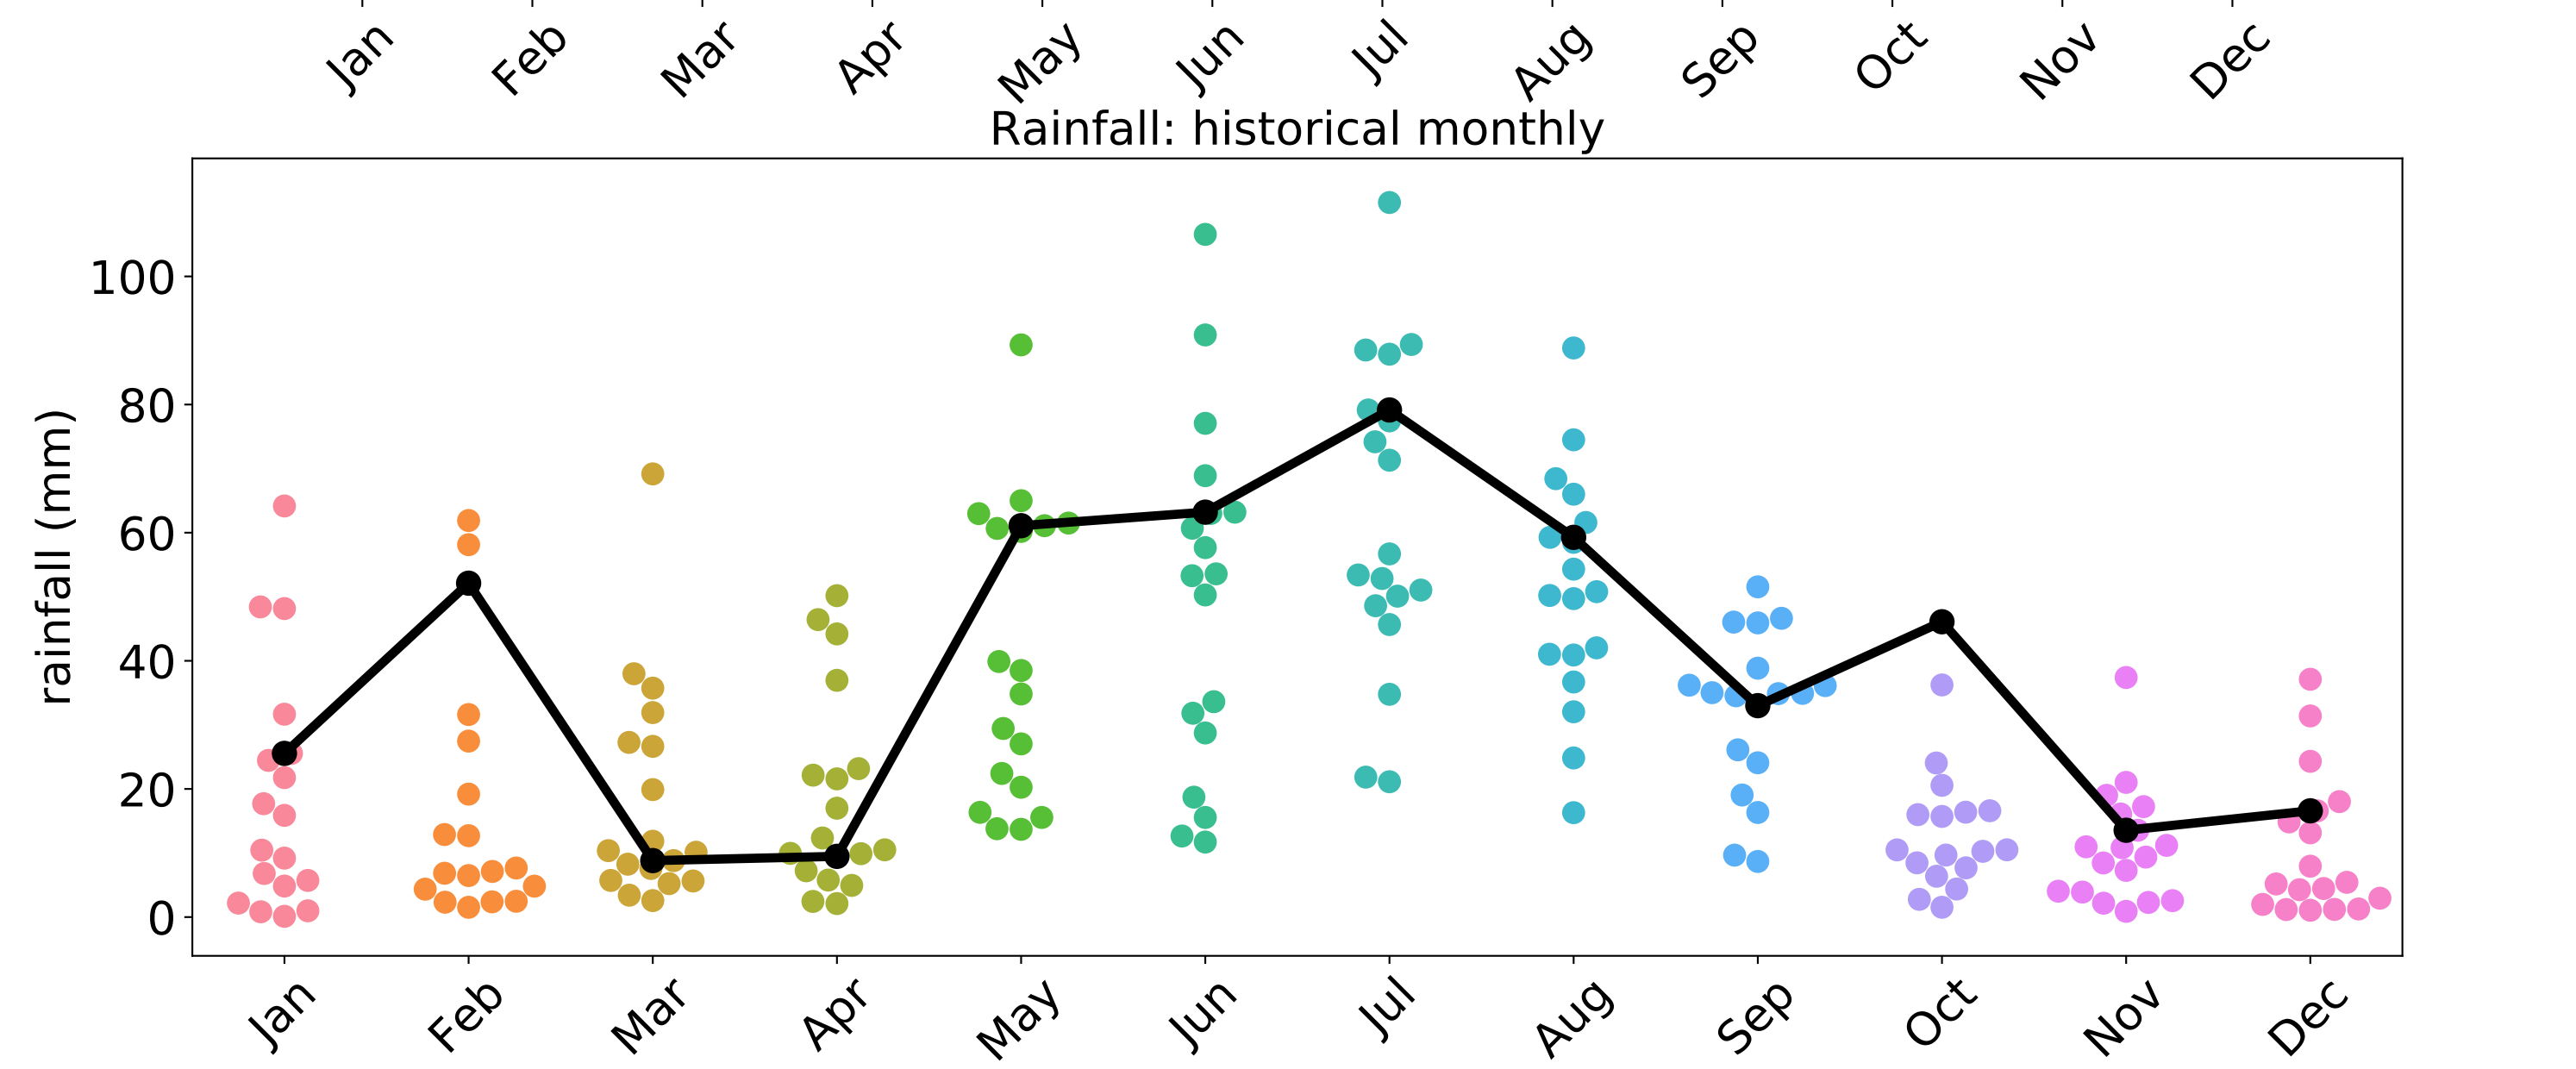 Jan Feb Mar Apr May Jun Jul Aug Sep Oct Nov Dec
Rainfall: historical monthly
rainfall (mm)
100
80
60
40
20
0
Jan Feb Mar Apr May Jun Jul Aug Sep Oct Nov Dec